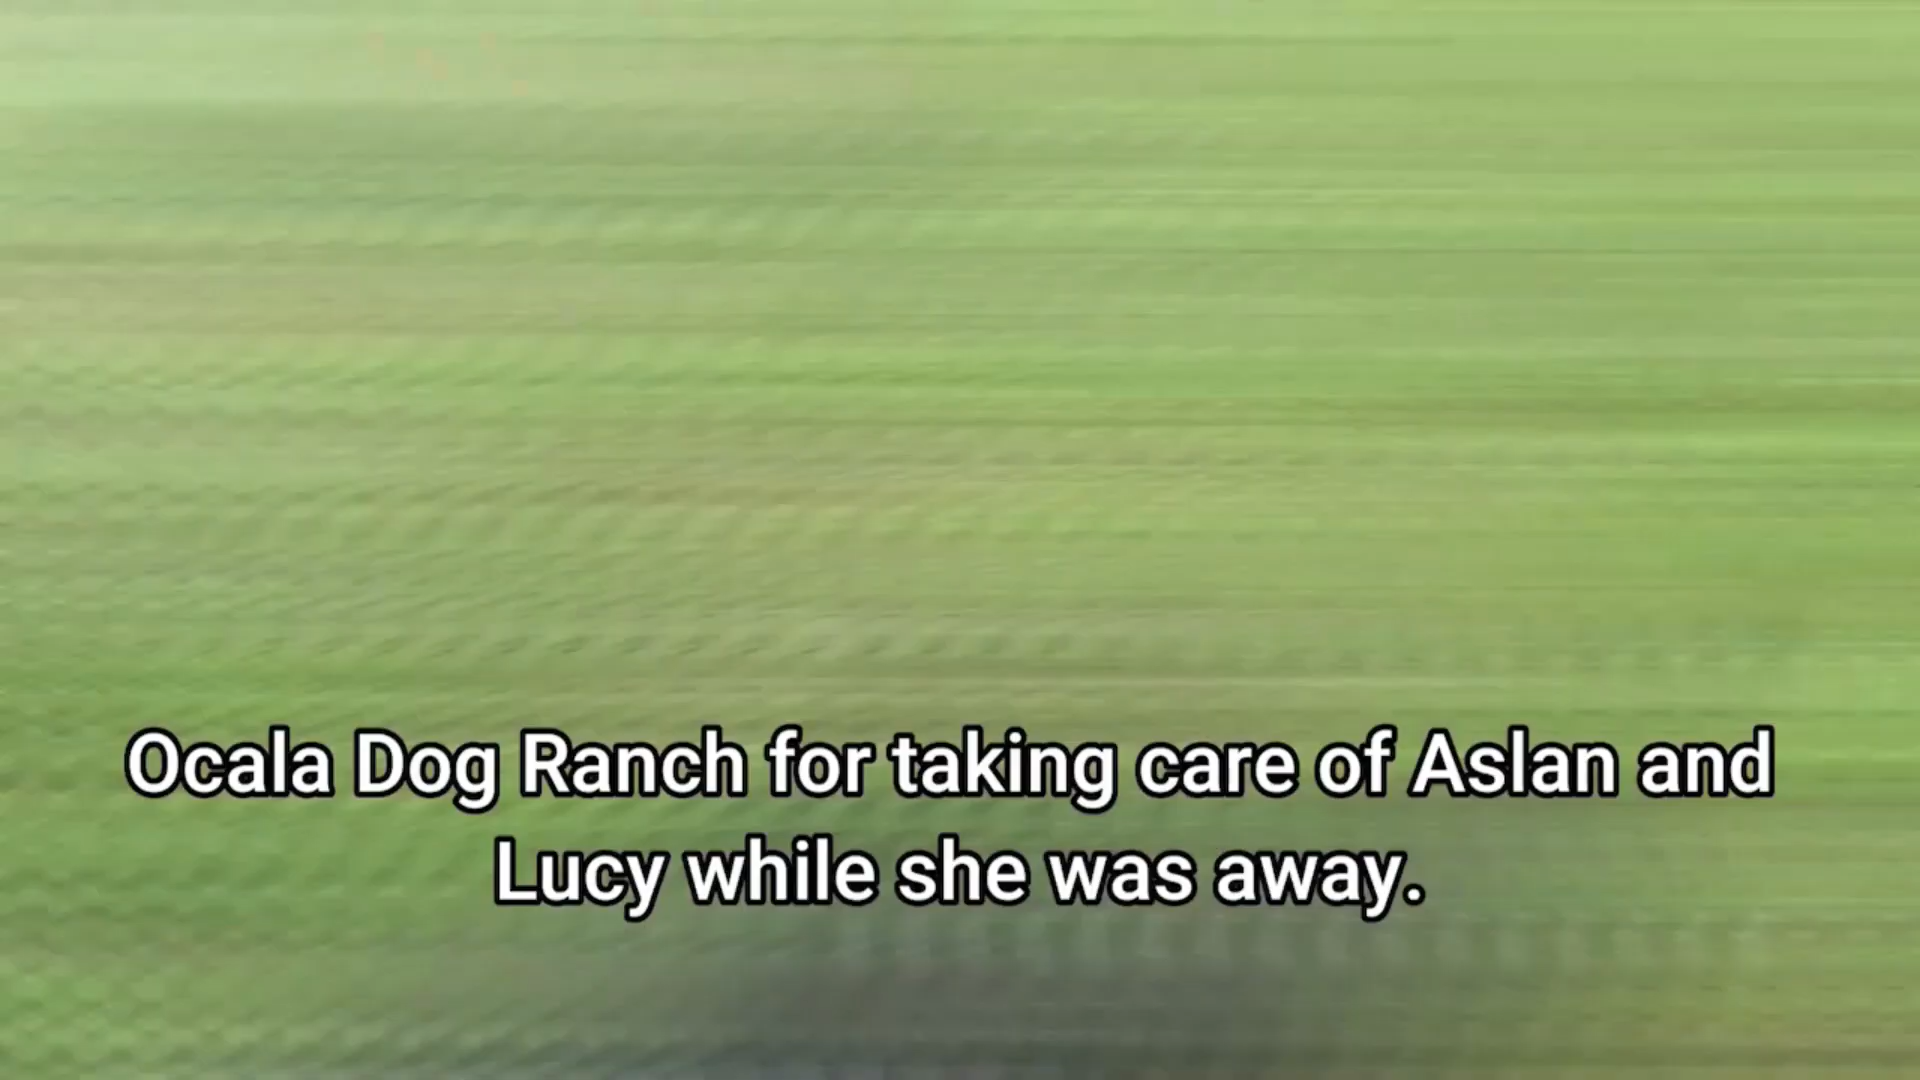 Ocala Dog Ranch for taking care of Aslan and
Lucy while she was away.